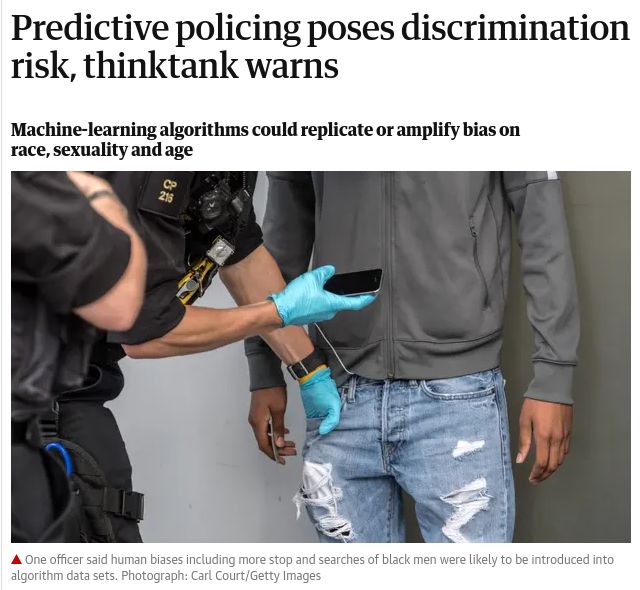 Predictive policing poses discrimination
risk, thinktank warns
Machine-learning algorithms could replicate or amplify bias on
race, sexuality and age
CP
216
One officer said human biases including more stop and searches of black men were likely to be introduced into
algorithm data sets. Photograph: Carl Court/Getty Images